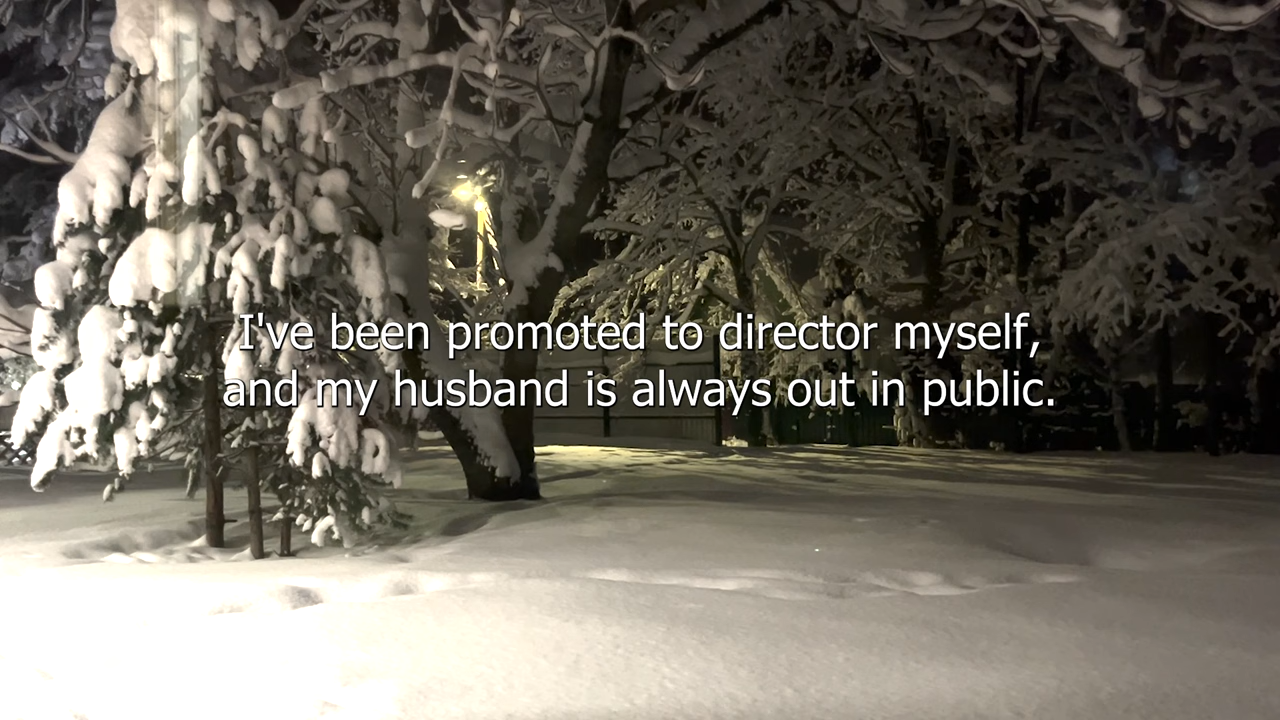 I've been promoted to director myself,
and my husband is always out in public.